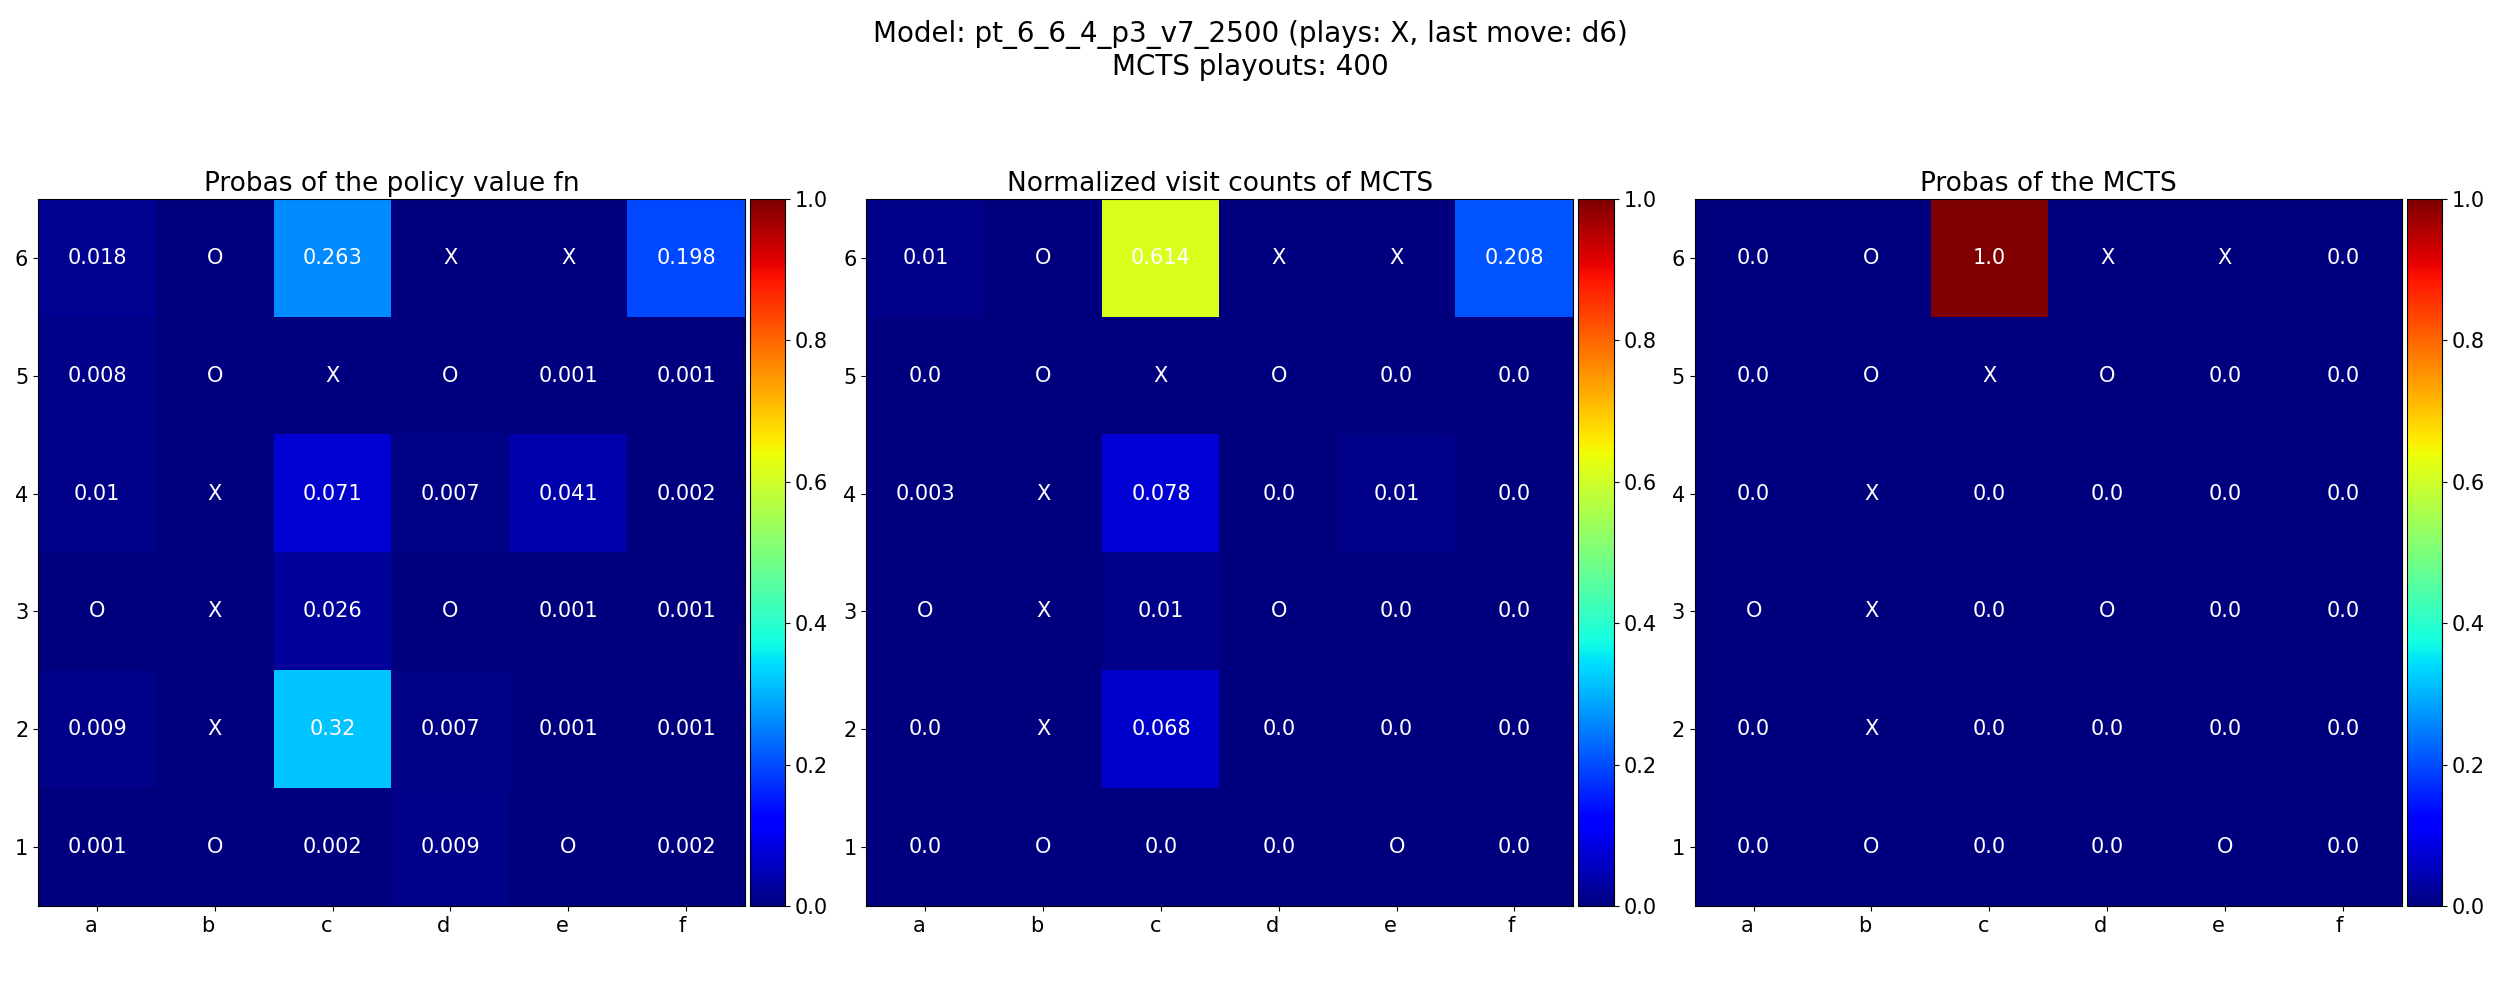 Model: pt_6_6_4_p3_v7_2500 (plays: X, last move: d6)
MCTS playouts: 400
Probas of the policy value fn
6 0.018 O 0.263 X X 0.198
5 0.008 O X O 0.001 0.001
4 0.01 X 0.071 0.007 0.041 0.002
3 O X 0.026 O 0.001 0.001
2 0.009 X 0.32 0.007 0.001 0.001
1 0.001 O 0.002 0.009 O 0.002
a b c d e f
1.0
0.8
0.6
0.4
0.2
0.0
Normalized visit counts of MCTS
6 0.01 O 0.614 X X 0.208
5 0.0 O X O 0.0 0.0
4 0.003 X 0.078 0.0 0.01 0.0
3 O X 0.01 O 0.0 0.0
2 0.0 X 0.068 0.0 0.0 0.0
1 0.0 O 0.0 0.0 O 0.0
a b c d e f
1.0
0.8
0.6
0.4
0.2
0.0
Probas of the MCTS
6 0.0 O 1.0 X X 0.0
5 0.0 O X O 0.0 0.0
4 0.0 X 0.0 0.0 0.0 0.0
3 O X 0.0 O 0.0 0.0
2 0.0 X 0.0 0.0 0.0 0.0
1 0.0 O 0.0 0.0 O 0.0
a b c d e f
1.0
0.8
0.6
0.4
0.2
0.0